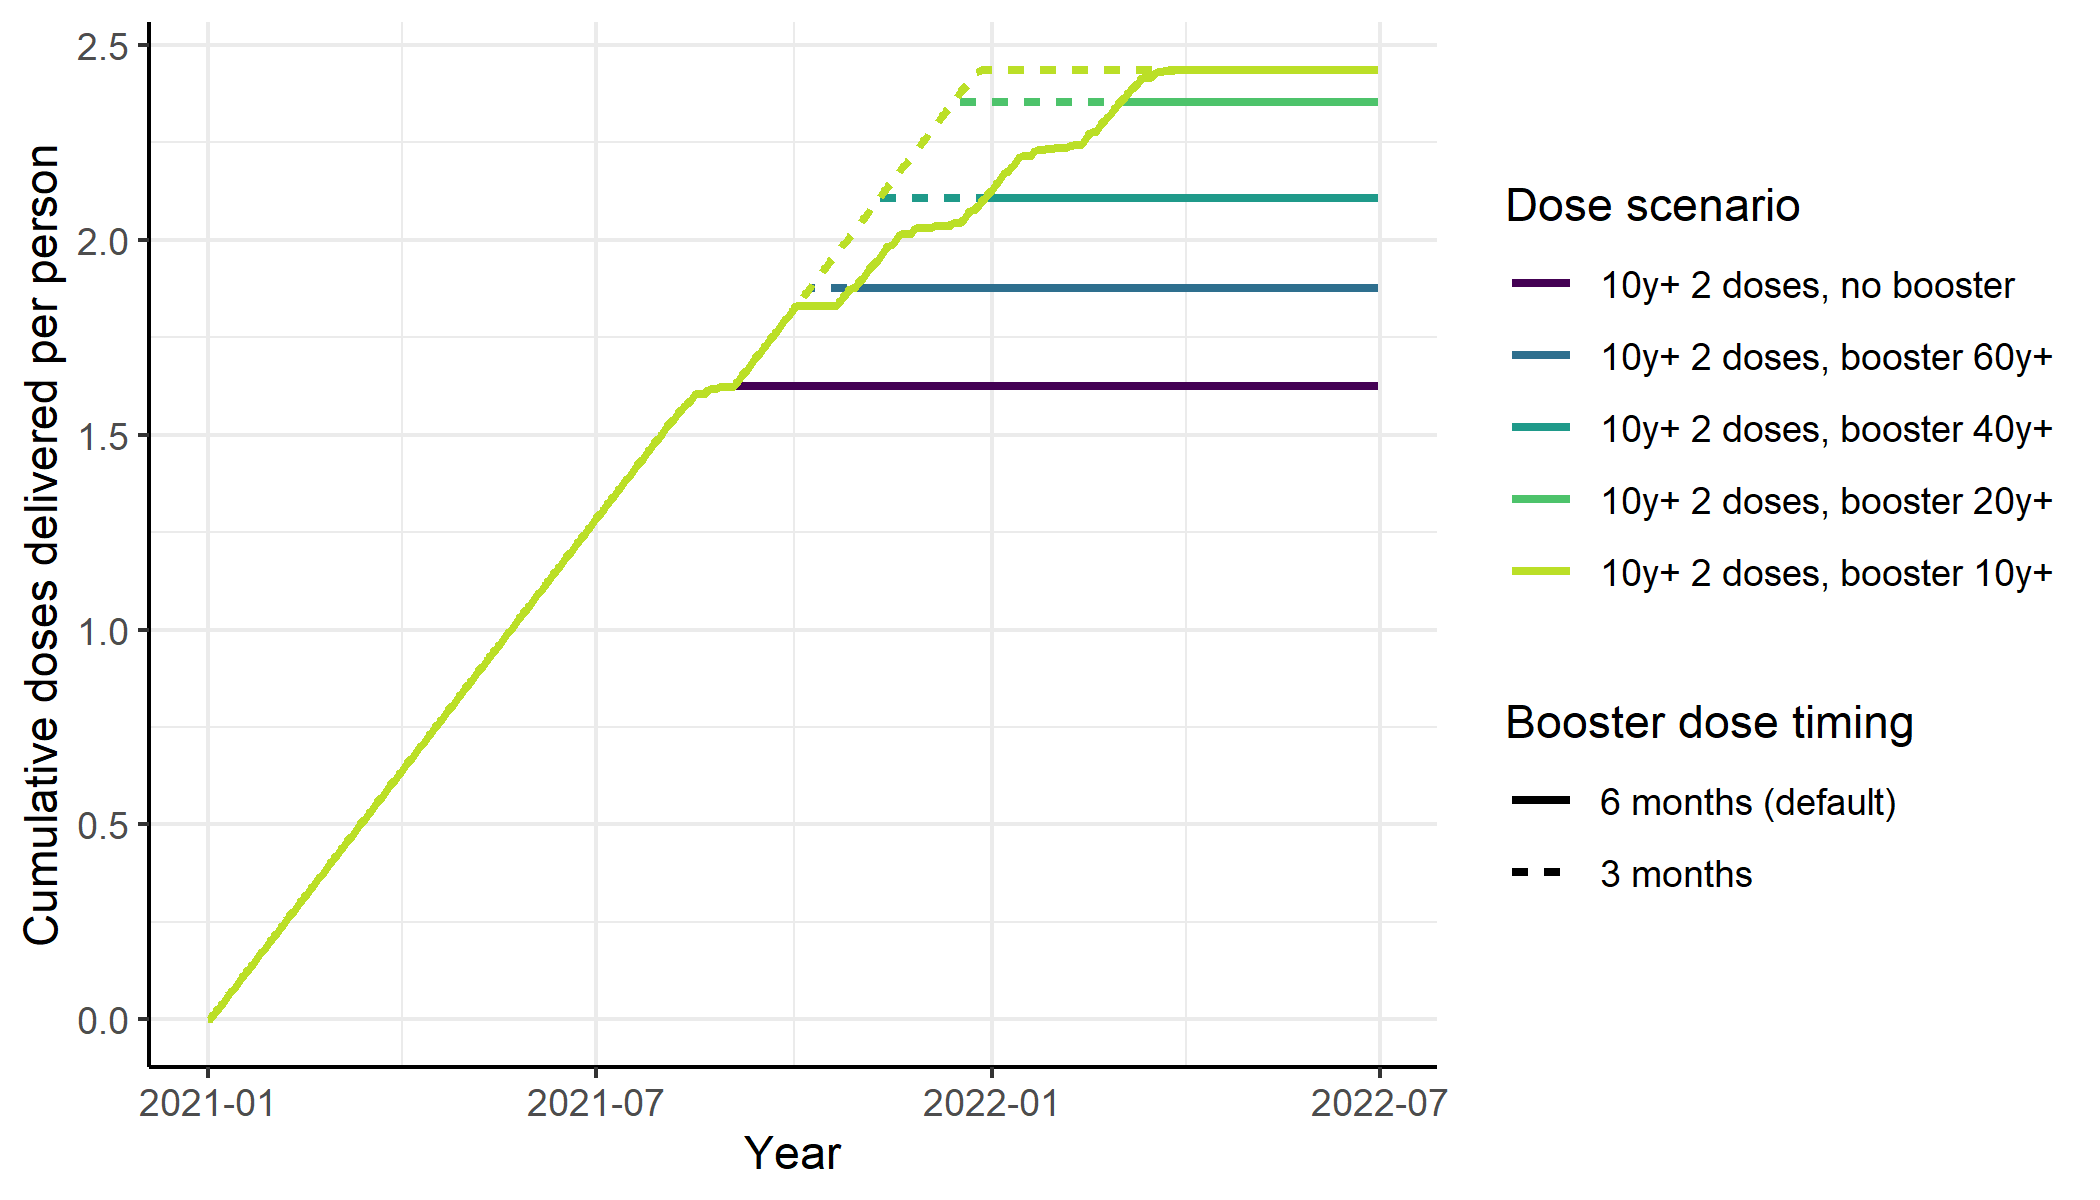 2.5
2.0
1.5
1.0
0.5
0.0
Cumulative doses delivered per person
2021-01
2021-07
2022-01
2022-07
Year
Dose scenario
10y+ 2 doses, no booster
10y+ 2 doses, booster 60y+
10y+ 2 doses, booster 40y+
10y+ 2 doses, booster 20y+
10y+ 2 doses, booster 10y+
Booster dose timing
6 months (default)
3 months